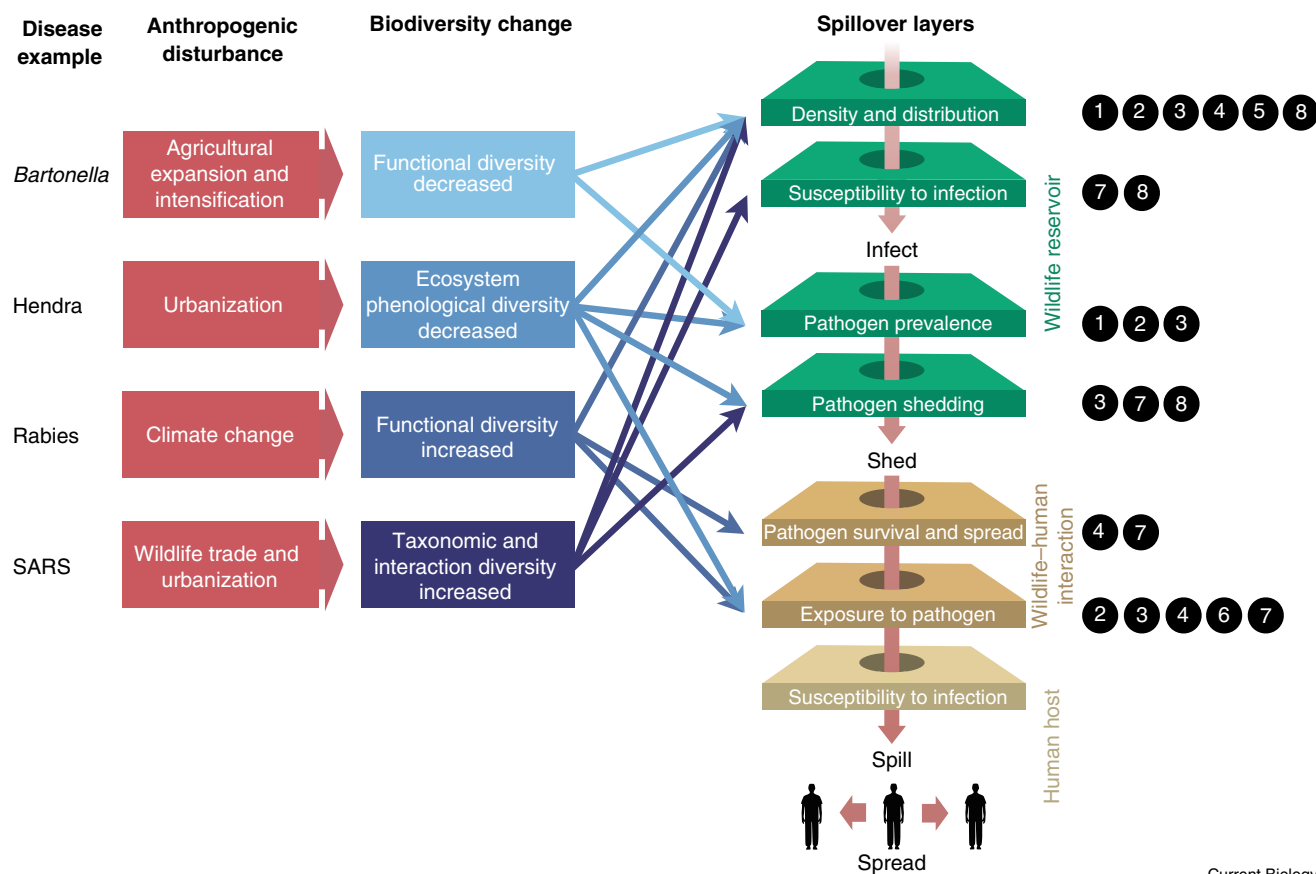 Disease
example
Anthropogenic
disturbance
Biodiversity change
Spillover layers
Bartonella
Agricultural
expansion and
intensification
Functional diversity
decreased
Hendra
Urbanization
Ecosystem
phenological diversity
decreased
Rabies
Climate change
Functional diversity
increased
SARS
Wildlife trade and
urbanization
Taxonomic and
interaction diversity
increased
Density and distribution
1 2 3 4 5 8
Susceptibility to infection
7 8
Infect
Pathogen prevalence
1 2 3
Pathogen shedding
3 7 8
Shed
Wildlife reservoir
Pathogen survival and spread
4 7
Exposure to pathogen
2 3 4 6 7
Wildlife–human
interaction
Susceptibility to infection
Human host
Spill
Spread
Current Biology